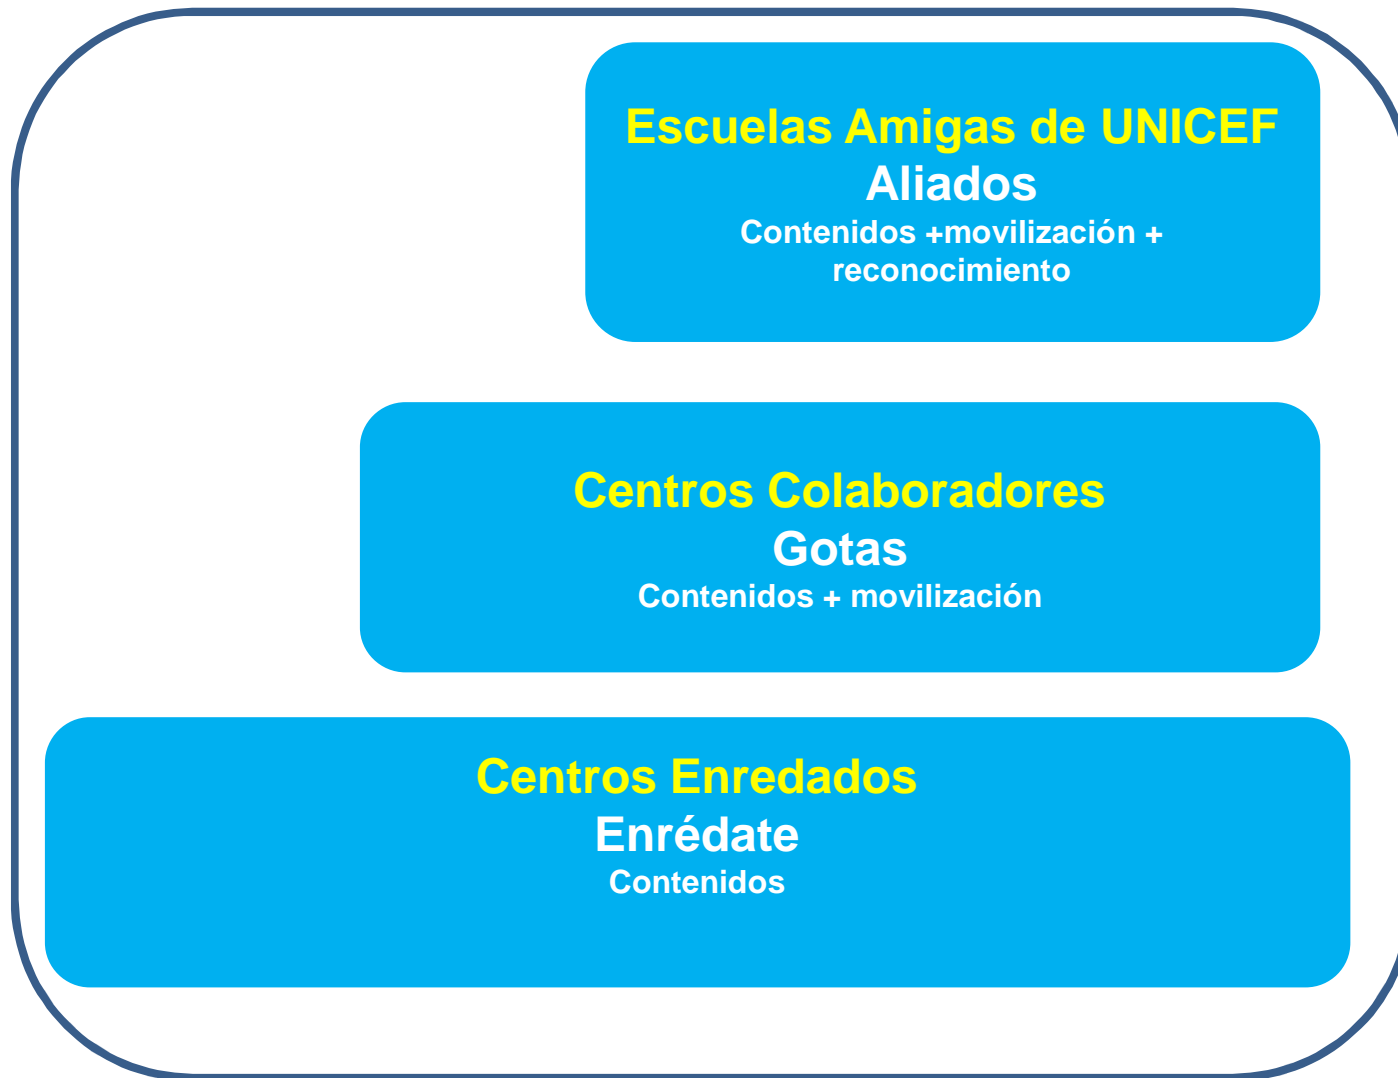 Escuelas Amigas de UNICEF
Aliados
Contenidos +movilización +
reconocimiento
Centros Colaboradores
Gotas
Contenidos + movilización
Centros Enredados
Enrédate
Contenidos